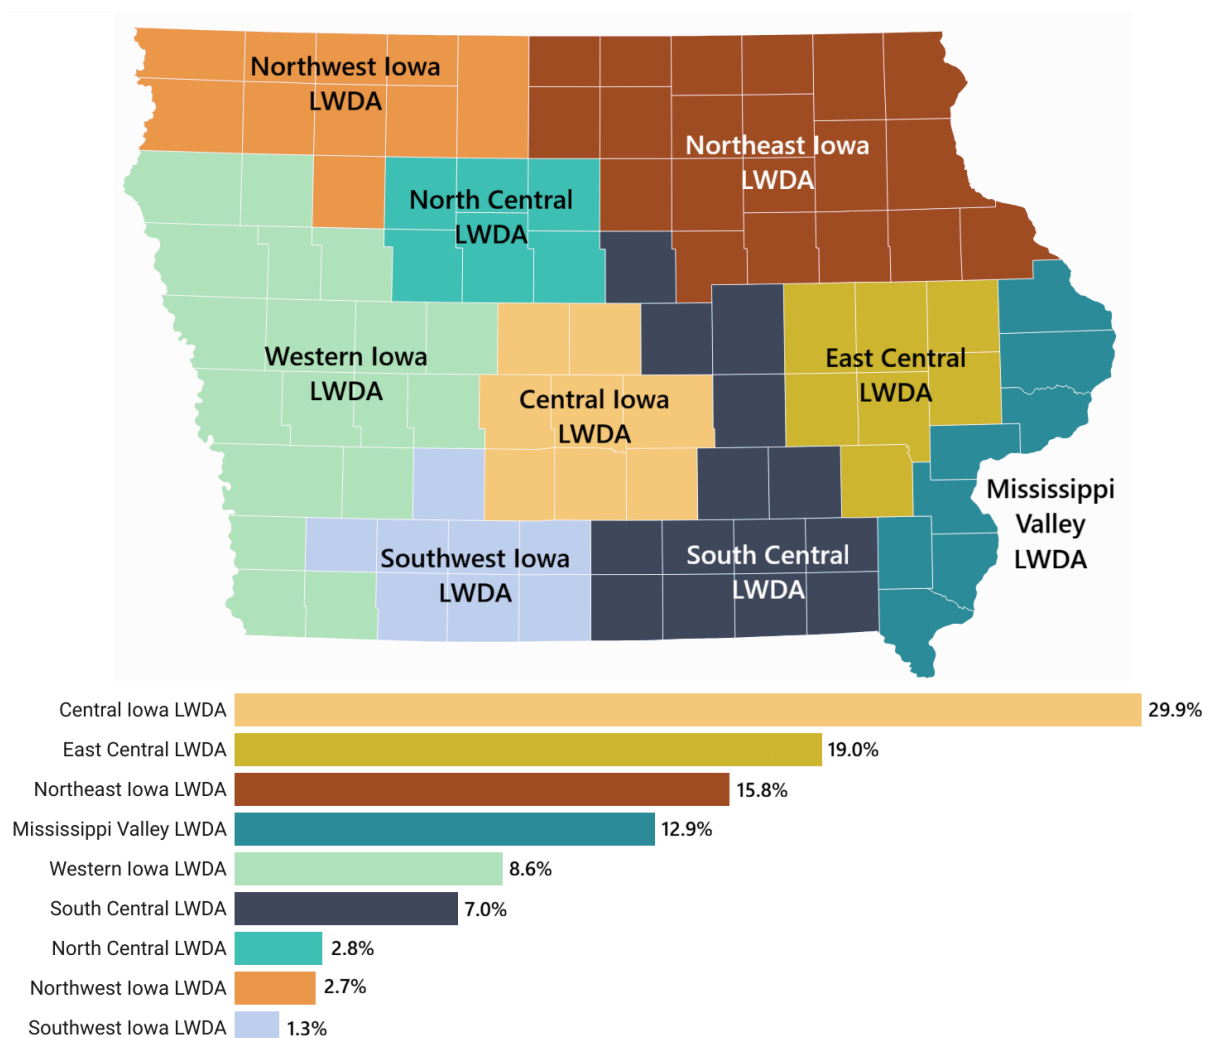 Northwest Iowa
LWDA
Northeast Iowa
LWDA
North Central
LWDA
Western Iowa
LWDA
East Central
LWDA
Central Iowa
LWDA
Mississippi
Valley
LWDA
Southwest Iowa
LWDA
South Central
LWDA
Central Iowa LWDA 29.9%
East Central LWDA 19.0%
Northeast Iowa LWDA 15.8%
Mississippi Valley LWDA 12.9%
Western Iowa LWDA 8.6%
South Central LWDA 7.0%
North Central LWDA 2.8%
Northwest Iowa LWDA 2.7%
Southwest Iowa LWDA 1.3%